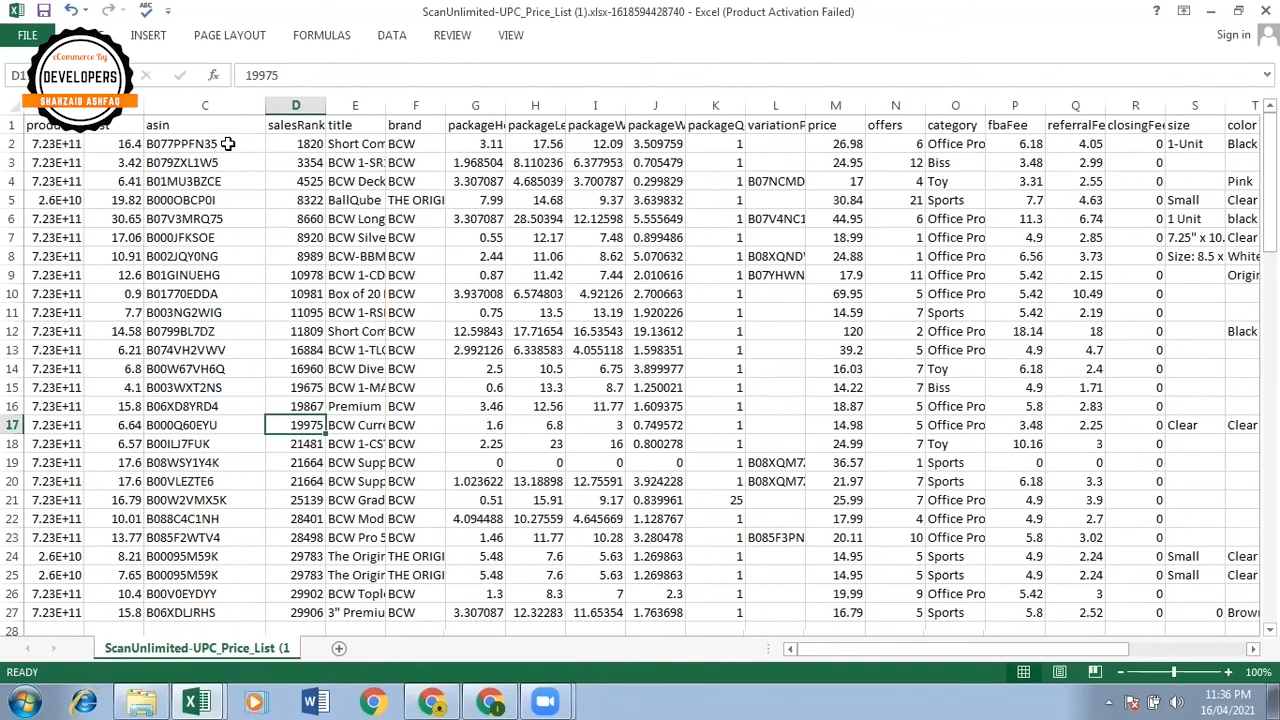 ScanUnlimited-UPC_Price_List (1).xlsx-1618594428740 - Excel (Product Activation Failed)
FILE INSERT PAGE LAYOUT FORMULAS DATA REVIEW VIEW Sign in
eCommerce By
DEVELOPERS
SHAHZAIB ASHFAQ
19975
C D E F G H I J K L M N O P Q R S T
1 asin salesRank title brand packageHe packageLe packageW packageW packageQ variationP price offers category fbaFee referralFe closingFee size color
2 7.23E+11 16.4 B077PPFN35 1820 Short Com BCW 3.11 17.56 12.09 3.509759 1 26.98 6 Office Pro 6.18 4.05 0 1-Unit Black
3 7.23E+11 3.42 B079ZXL1W5 3354 BCW 1-SR BCW 1.968504 8.110236 6.377953 0.705479 1 24.95 12 Biss 3.48 2.99 0
4 7.23E+11 6.41 B01MU3BZCE 4525 BCW Deck BCW 3.307087 4.685039 3.700787 0.299829 1 B07NCMD 17 4 Toy 3.31 2.55 0 Pink
5 2.6E+10 19.82 B000OBCP0I 8322 BallQube THE ORIG 7.99 14.68 9.37 3.639832 1 30.84 21 Sports 7.7 4.63 0 Small Clear
6 7.23E+11 30.65 B07V3MRQ75 8660 BCW Long BCW 3.307087 28.50394 12.12598 5.555649 1 B07V4NC1 44.95 6 Office Pro 11.3 6.74 0 1 Unit black
7 7.23E+11 17.06 B000JFKSOE 8920 BCW Silve BCW 0.55 12.17 7.48 0.899486 1 18.99 1 Office Pro 4.9 2.85 0 7.25" x 10. Clear
8 7.23E+11 10.91 B002JQY0NG 8989 BCW-BBM BCW 2.44 11.06 8.62 5.070632 1 B08XQND 24.88 6 Office Pro 6.56 3.73 0 Size: 8.5 x White
9 7.23E+11 12.6 B01GINUEHG 10978 BCW 1-CD BCW 0.87 11.42 7.44 2.010616 1 B07YHWN 17.9 11 Office Pro 5.42 2.15 0 Origin
10 7.23E+11 0.9 B01770EDDA 10981 Box of 20 BCW 3.937008 6.574803 4.92126 2.700663 1 69.95 5 Office Pro 5.42 10.49 0
11 7.23E+11 7.7 B003NG2WIG 11095 BCW 1-RS BCW 0.75 13.5 13.19 1.920226 1 14.59 7 Sports 5.42 2.19 0
12 7.23E+11 14.58 B0799BL7DZ 11809 Short Com BCW 12.59843 17.71654 16.53543 19.13612 1 120 2 Office Pro 18.14 18 0 Black
13 7.23E+11 6.21 B074VH2VWV 16884 BCW 1-TLC BCW 2.992126 6.338583 4.055118 1.598351 1 39.2 5 Office Pro 4.9 4.7 0
14 7.23E+11 6.8 B00W67VH6Q 16960 BCW Dive BCW 2.5 10.5 6.75 3.899977 1 16.03 7 Toy 6.18 2.4 0
15 7.23E+11 4.1 B003WXT2NS 19675 BCW 1-MA BCW 0.6 13.3 8.7 1.250021 1 14.22 7 Biss 4.9 1.71 0
16 7.23E+11 15.8 B06XD8YRD4 19867 Premium BCW 3.46 12.56 11.77 1.609375 1 18.87 5 Office Pro 5.8 2.83 0
17 7.23E+11 6.64 B000Q60EYU 19975 BCW Curre BCW 1.6 6.8 3 0.749572 1 14.98 5 Office Pro 3.48 2.25 0 Clear Clear
18 7.23E+11 6.57 B00ILJ7FUK 21481 BCW 1-CST BCW 2.25 23 16 0.800278 1 24.99 7 Toy 10.16 3 0
19 7.23E+11 17.6 B08WSY1Y4K 21664 BCW Supp BCW 0 0 0 0 1 B08XQM7 36.57 1 Sports 0 0 0
20 7.23E+11 17.6 B00VLEZTE6 21664 BCW Supp BCW 1.023622 13.18898 12.75591 3.924228 1 B08XQM7 21.97 7 Sports 6.18 3.3 0
21 7.23E+11 16.79 B00W2VMX5K 25139 BCW Grad BCW 0.51 15.91 9.17 0.839961 25 25.99 7 Office Pro 4.9 3.9 0
22 7.23E+11 10.01 B088C4C1NH 28401 BCW Mod BCW 4.094488 10.27559 4.645669 1.128767 1 17.99 4 Office Pro 4.9 2.7 0
23 7.23E+11 13.77 B085F2WTV4 28498 BCW Pro 5 BCW 1.46 11.77 10.28 3.280478 1 B085F3PN 20.11 10 Office Pro 5.8 3.02 0
24 2.6E+10 8.21 B00095M59K 29783 The Origin THE ORIG 5.48 7.6 5.63 1.269863 1 14.95 5 Sports 4.9 2.24 0 Small Clear
25 2.6E+10 7.65 B00095M59K 29783 The Origin THE ORIG 5.48 7.6 5.63 1.269863 1 14.95 5 Sports 4.9 2.24 0 Small Clear
26 7.23E+11 10.4 B00V0EYDYY 29902 BCW Tople BCW 1.3 8.3 7 2.3 1 19.99 9 Office Pro 5.42 3 0
27 7.23E+11 15.8 B06XDLJRHS 29906 3" Premiu BCW 3.307087 12.32283 11.65354 1.763698 1 16.79 5 Sports 5.8 2.52 0 0 Brown
28
ScanUnlimited-UPC_Price_List (1
READY 100%
11:36 PM
16/04/2021